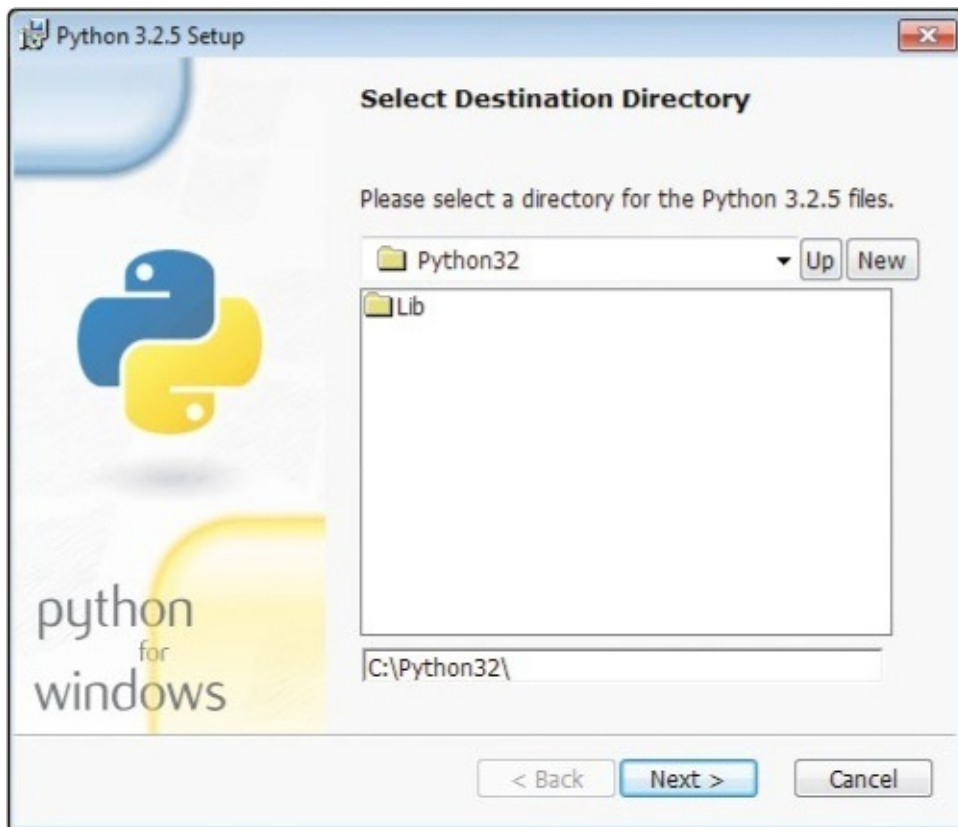 Python 3.2.5 Setup
Select Destination Directory
Please select a directory for the Python 3.2.5 files.
Python32
Up
New
Lib
python
for
windows
C:\Python32\
< Back
Next >
Cancel